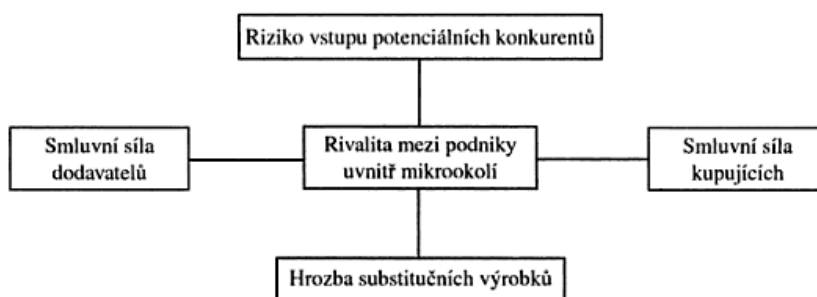 Riziko vstupu potenciálních konkurentů
Smluvní síla
dodavatelů
Rivalita mezi podniky
uvnitř mikrookolí
Smluvní síla
kupujících
Hrozba substitučních výrobků